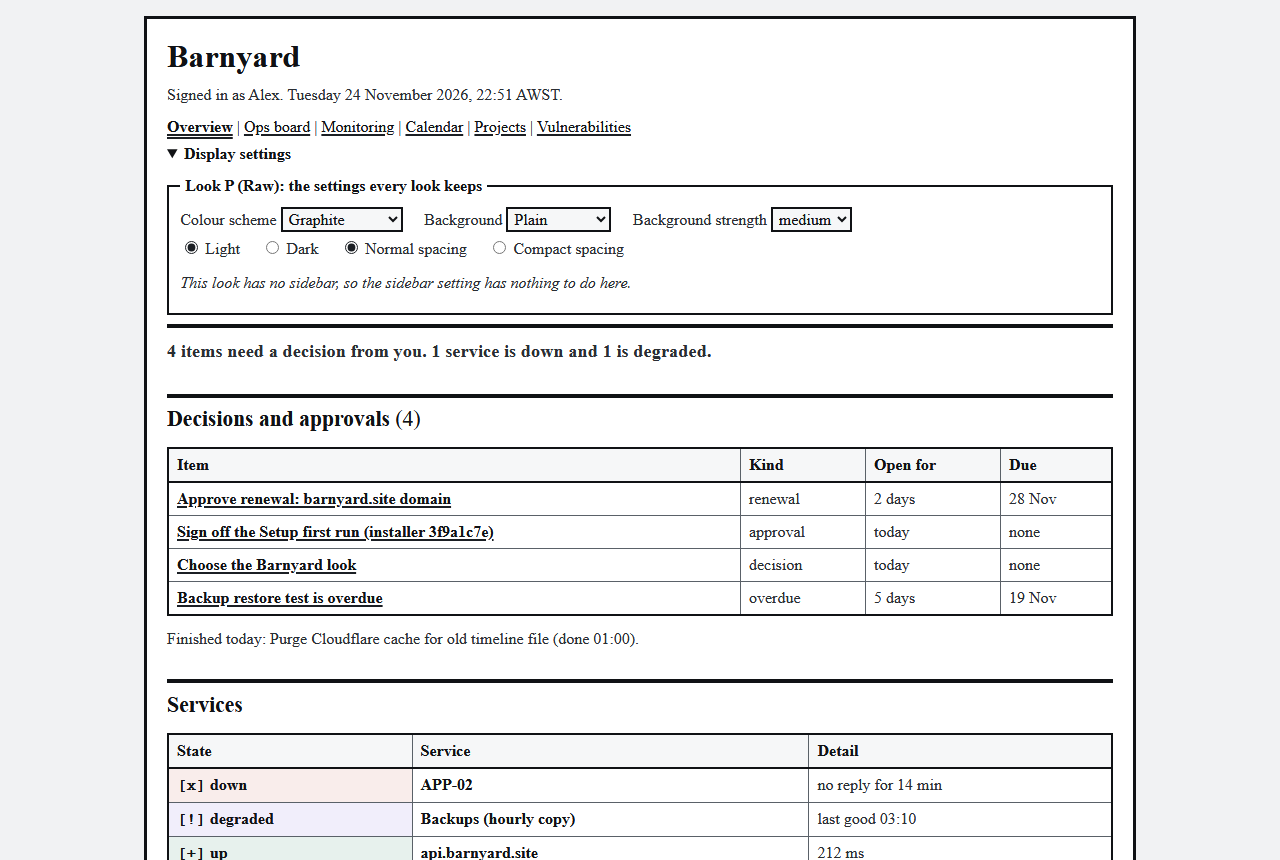 Barnyard
Signed in as Alex. Tuesday 24 November 2026, 22:51 AWST.
Overview | Ops board | Monitoring | Calendar | Projects | Vulnerabilities
▼ Display settings
Look P (Raw): the settings every look keeps
Colour scheme Graphite Background Plain Background strength medium
Light Dark Normal spacing Compact spacing
This look has no sidebar, so the sidebar setting has nothing to do here.
4 items need a decision from you. 1 service is down and 1 is degraded.
Decisions and approvals (4)
Item Kind Open for Due
Approve renewal: barnyard.site domain renewal 2 days 28 Nov
Sign off the Setup first run (installer 3f9a1c7e) approval today none
Choose the Barnyard look decision today none
Backup restore test is overdue overdue 5 days 19 Nov
Finished today: Purge Cloudflare cache for old timeline file (done 01:00).
Services
State Service Detail
[x] down APP-02 no reply for 14 min
[!] degraded Backups (hourly copy) last good 03:10
[+] up api.barnyard.site 212 ms